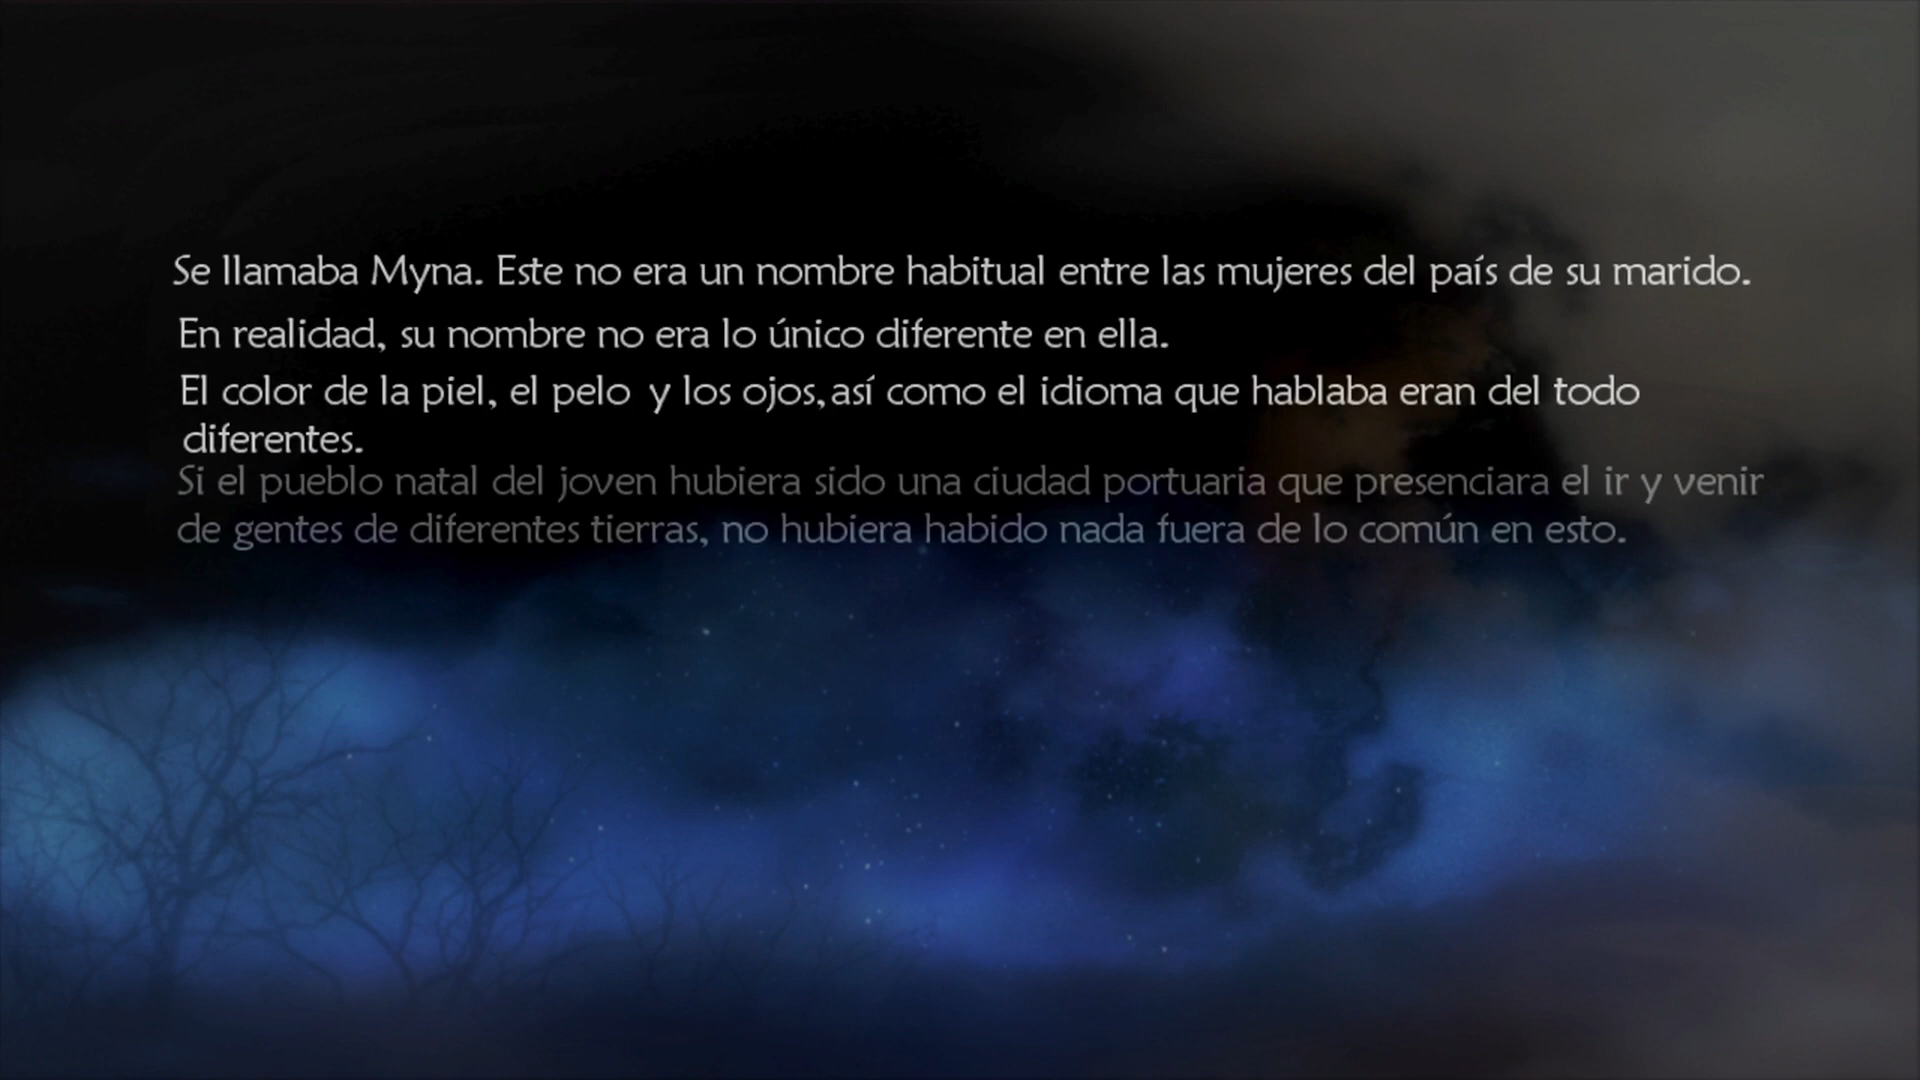 Se llamaba Myna. Este no era un nombre habitual entre las mujeres del país de su marido.
En realidad, su nombre no era lo único diferente en ella.
El color de la piel, el pelo y los ojos, así como el idioma que hablaba eran del todo
diferentes.
Si el pueblo natal del joven hubiera sido una ciudad portuaria que presenciara el ir y venir
de gentes de diferentes tierras, no hubiera habido nada fuera de lo común en esto.